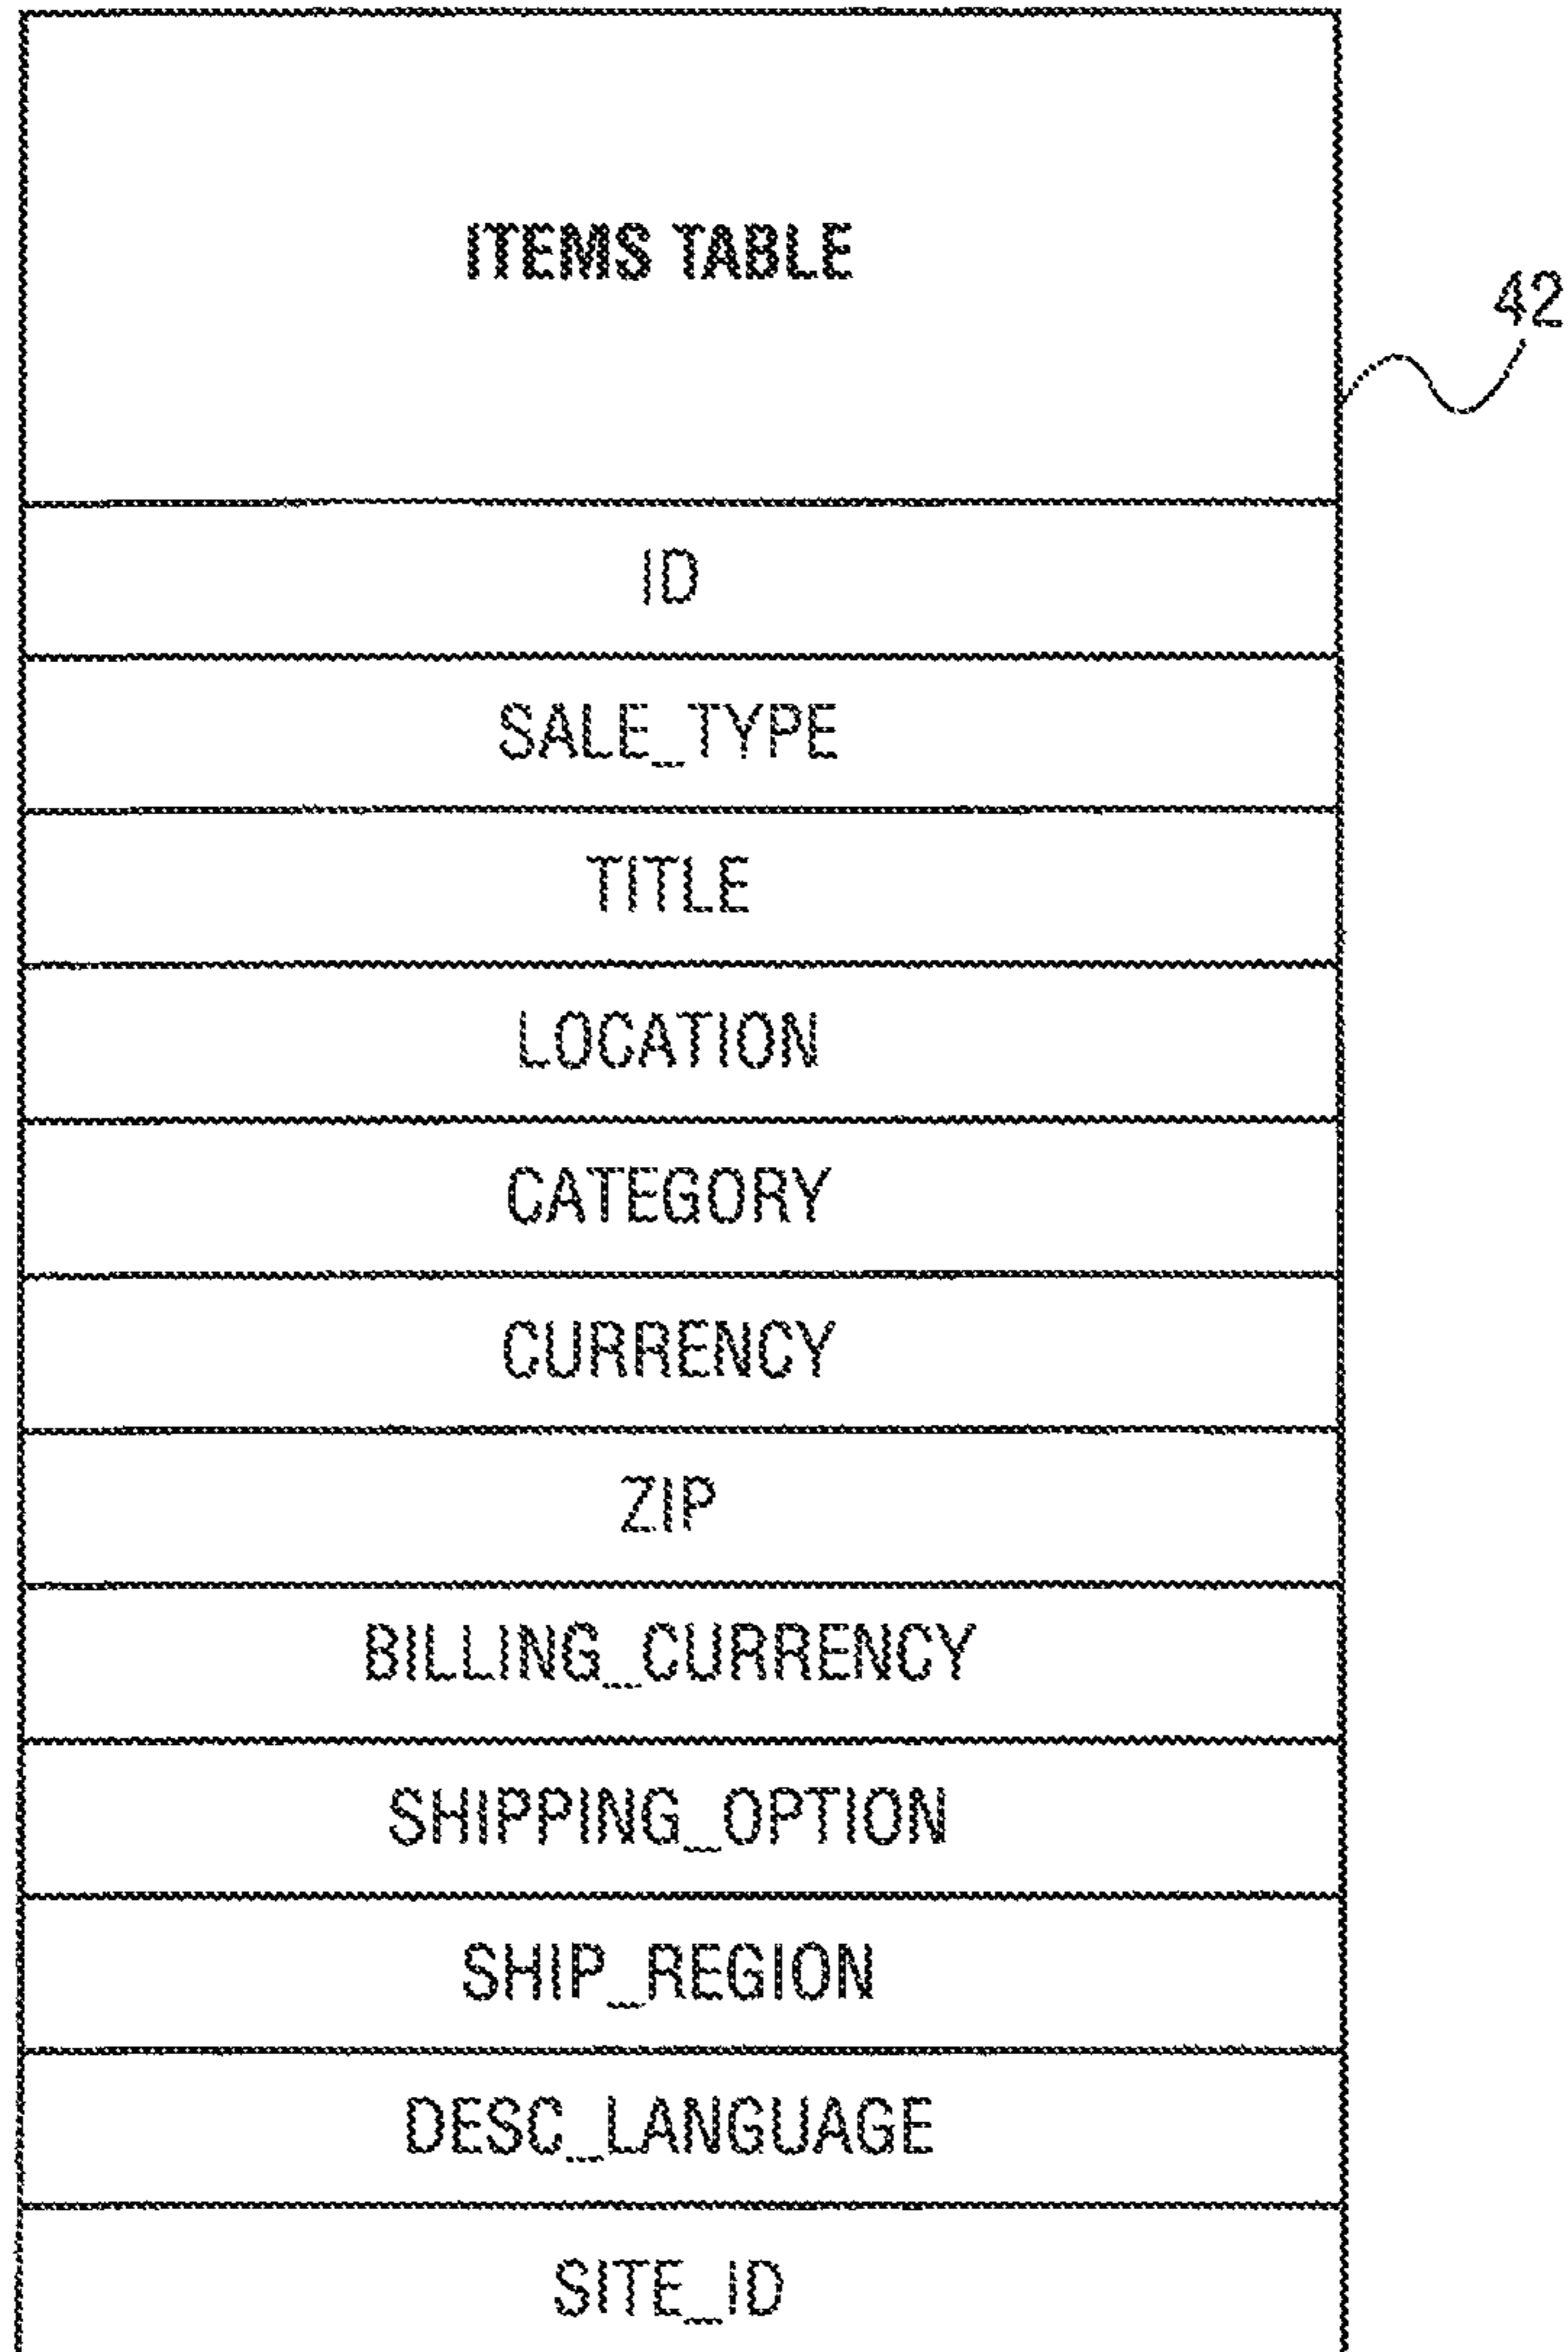 ITEMS TABLE
42
ID
SALE_TYPE
TITLE
LOCATION
CATEGORY
CURRENCY
ZIP
BILLING_CURRENCY
SHIPPING_OPTION
SHIP_REGION
DESC_LANGUAGE
SITE_ID